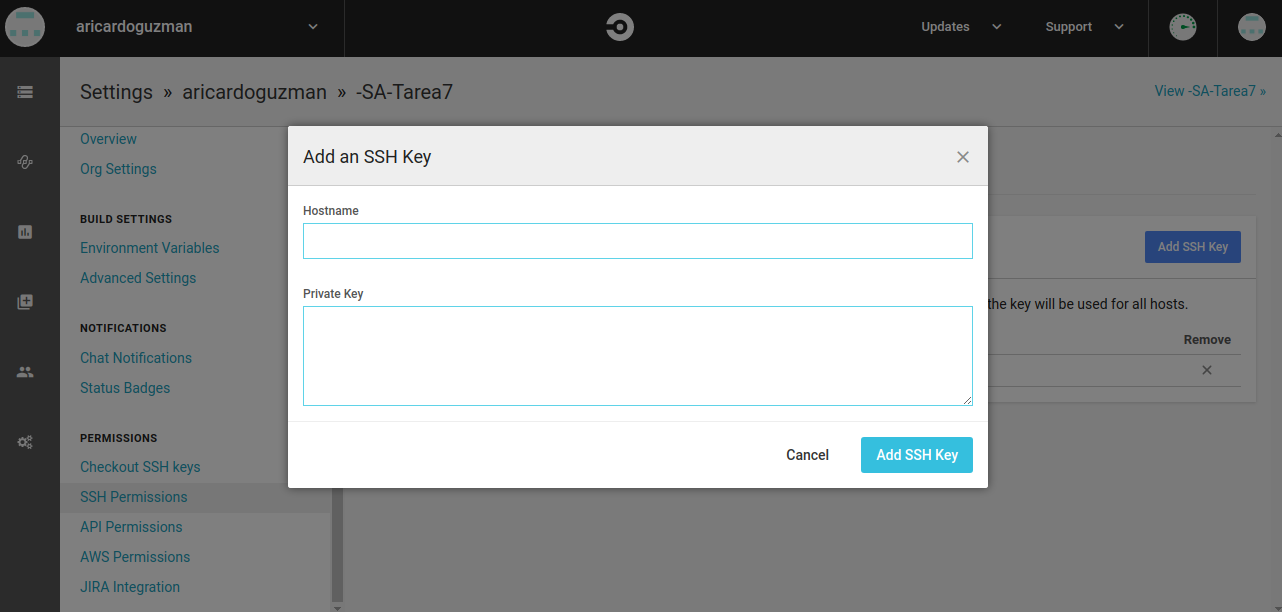 aricardoguzman
Updates
Support
Settings » aricardoguzman » -SA-Tarea7
View -SA-Tarea7 »
Overview
Org Settings
BUILD SETTINGS
Environment Variables
Advanced Settings
NOTIFICATIONS
Chat Notifications
Status Badges
PERMISSIONS
Checkout SSH keys
SSH Permissions
API Permissions
AWS Permissions
JIRA Integration
Add an SSH Key
Hostname
Private Key
Cancel
Add SSH Key
Add SSH Key
the key will be used for all hosts.
Remove